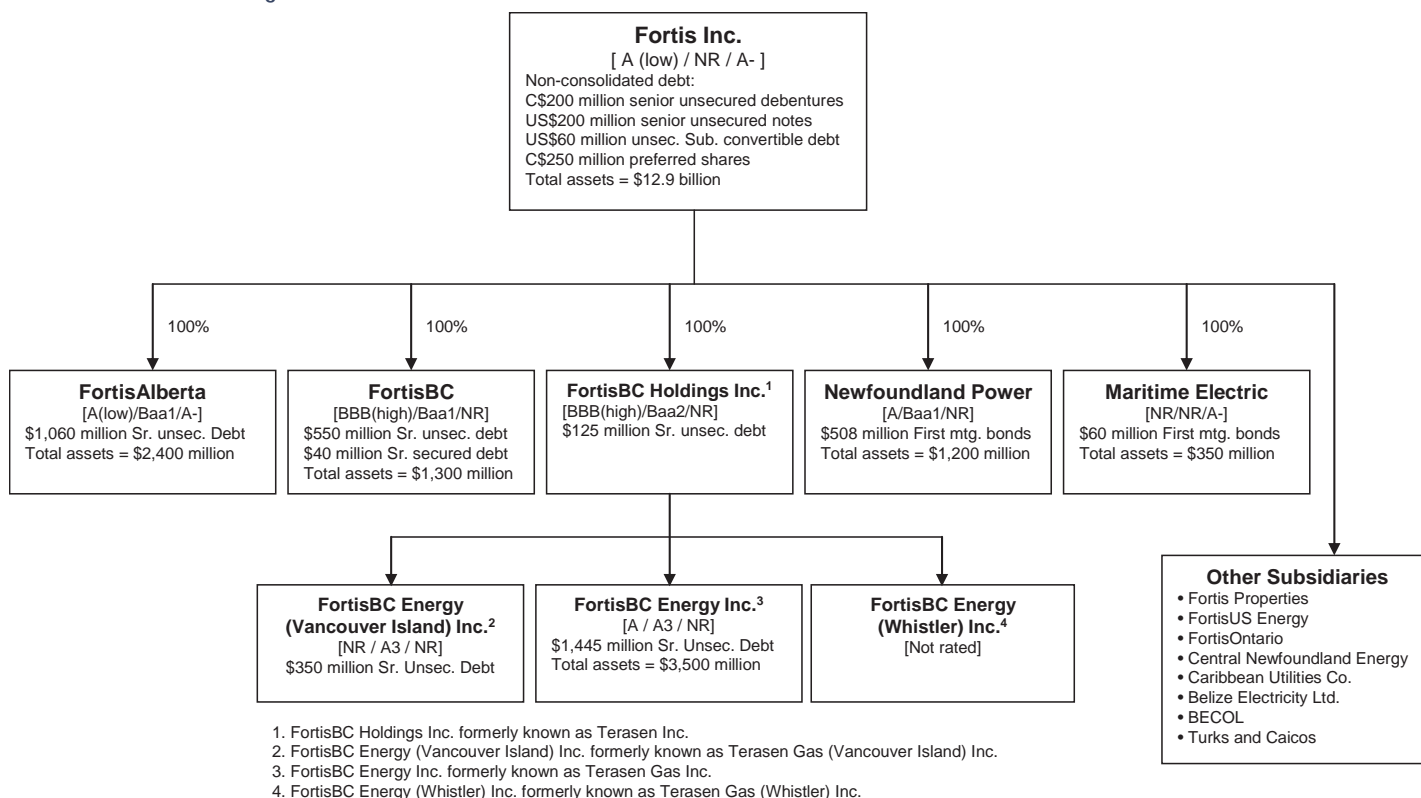 Fortis Inc.
[ A (low) / NR / A- ]
Non-consolidated debt:
C$200 million senior unsecured debentures
US$200 million senior unsecured notes
US$60 million unsec. Sub. convertible debt
C$250 million preferred shares
Total assets = $12.9 billion
100%
100%
100%
100%
100%
FortisAlberta
[A(low)/Baa1/A-]
$1,060 million Sr. unsec. Debt
Total assets = $2,400 million
FortisBC
[BBB(high)/Baa1/NR]
$550 million Sr. unsec. debt
$40 million Sr. secured debt
Total assets = $1,300 million
FortisBC Holdings Inc.¹
[BBB(high)/Baa2/NR]
$125 million Sr. unsec. debt
Newfoundland Power
[A/Baa1/NR]
$508 million First mtg. bonds
Total assets = $1,200 million
Maritime Electric
[NR/NR/A-]
$60 million First mtg. bonds
Total assets = $350 million
FortisBC Energy
(Vancouver Island) Inc.²
[NR / A3 / NR]
$350 million Sr. Unsec. Debt
FortisBC Energy Inc.³
[A / A3 / NR]
$1,445 million Sr. Unsec. Debt
Total assets = $3,500 million
FortisBC Energy
(Whistler) Inc.⁴
[Not rated]
Other Subsidiaries
• Fortis Properties
• FortisUS Energy
• FortisOntario
• Central Newfoundland Energy
• Caribbean Utilities Co.
• Belize Electricity Ltd.
• BECOL
• Turks and Caicos
1. FortisBC Holdings Inc. formerly known as Terasen Inc.
2. FortisBC Energy (Vancouver Island) Inc. formerly known as Terasen Gas (Vancouver Island) Inc.
3. FortisBC Energy Inc. formerly known as Terasen Gas Inc.
4. FortisBC Energy (Whistler) Inc. formerly known as Terasen Gas (Whistler) Inc.